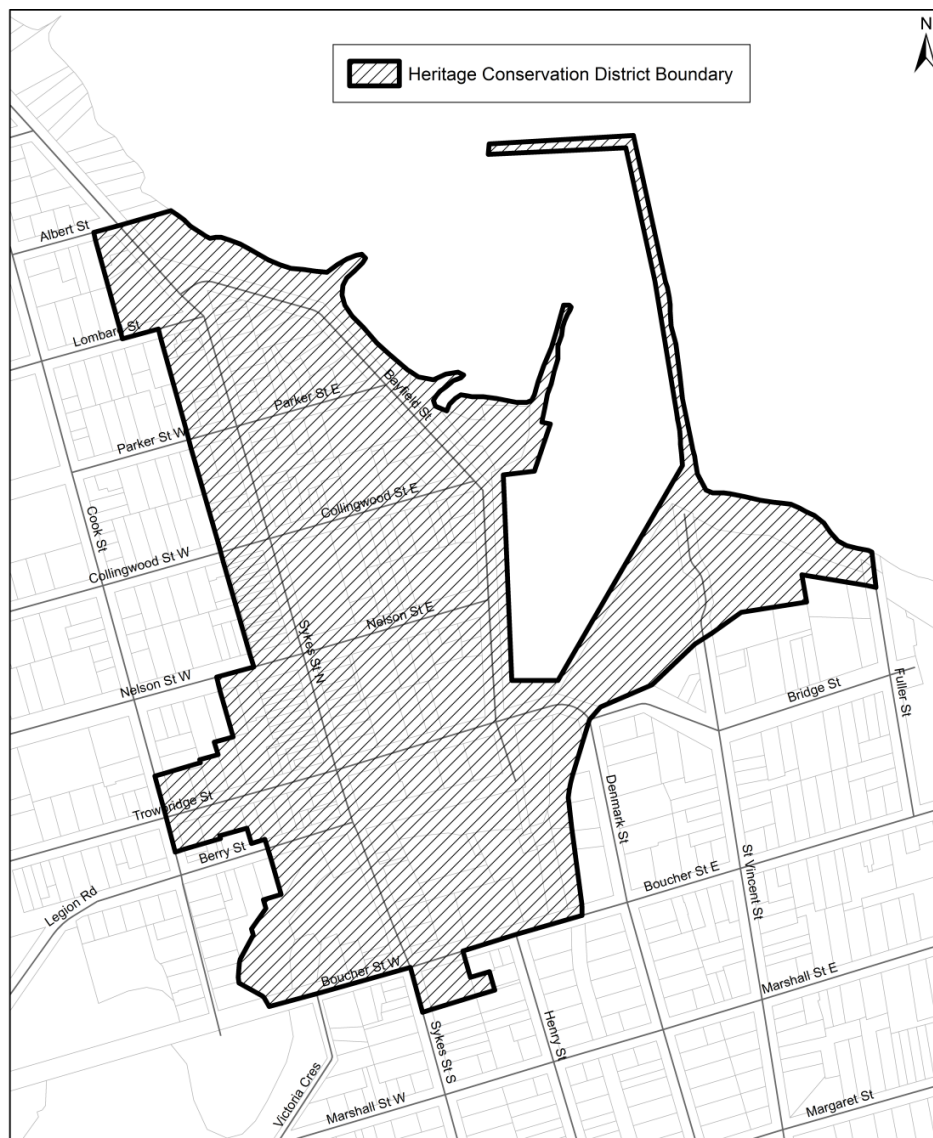 N
Heritage Conservation District Boundary
Albert St
Lombard St
Bayfield St
Parker St E
Parker St W
Collingwood St E
Cook St
Collingwood St W
Nelson St E
Sykes St N
Nelson St W
Fuller St
Bridge St
Trowbridge St
Denmark St
Berry St
St Vincent St
Boucher St E
Legion Rd
Boucher St W
Marshall St E
Henry St
Sykes St S
Victoria Cres
Marshall St W
Margaret St